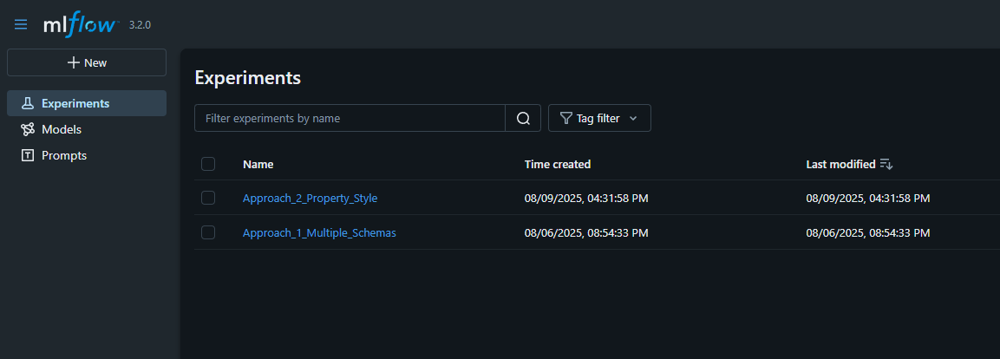 mlflow™ 3.2.0
New
Experiments
Models
Prompts
Experiments
Filter experiments by name
Tag filter
Name Time created Last modified
Approach_2_Property_Style 08/09/2025, 04:31:58 PM 08/09/2025, 04:31:58 PM
Approach_1_Multiple_Schemas 08/06/2025, 08:54:33 PM 08/06/2025, 08:54:33 PM